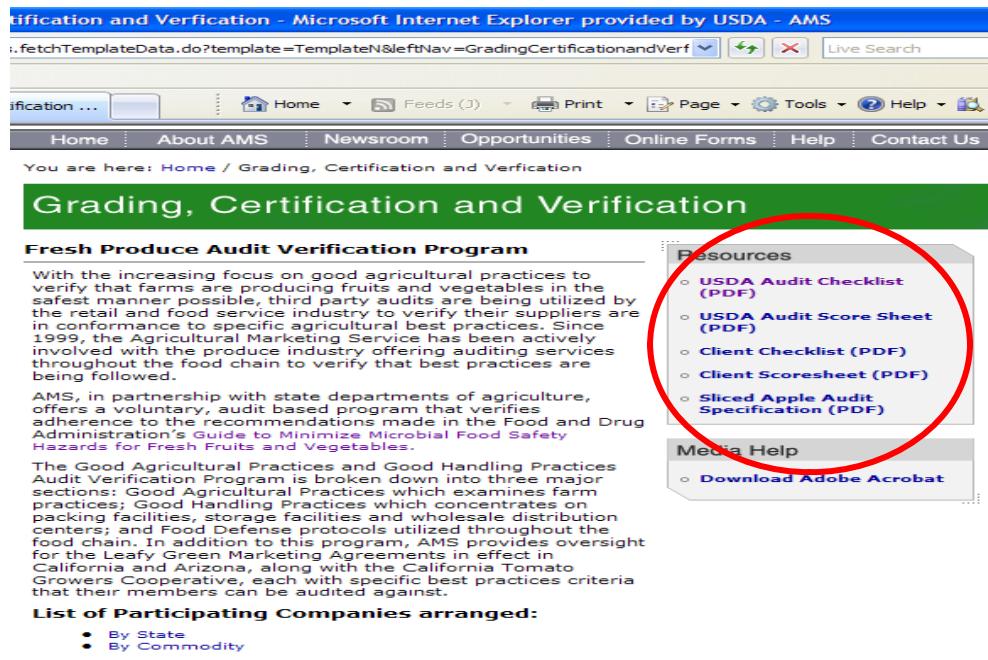 tification and Verfication - Microsoft Internet Explorer provided by USDA - AMS
s.fetchTemplateData.do?template=TemplateN&leftNav=GradingCertificationandVerf
Live Search
ification ...
Home
Feeds (J)
Print
Page
Tools
Help
Home
About AMS
Newsroom
Opportunities
Online Forms
Help
Contact Us
You are here: Home / Grading, Certification and Verfication
Grading, Certification and Verification
Fresh Produce Audit Verification Program
With the increasing focus on good agricultural practices to
verify that farms are producing fruits and vegetables in the
safest manner possible, third party audits are being utilized by
the retail and food service industry to verify their suppliers are
in conformance to specific agricultural best practices. Since
1999, the Agricultural Marketing Service has been actively
involved with the produce industry offering auditing services
throughout the food chain to verify that best practices are
being followed.
AMS, in partnership with state departments of agriculture,
offers a voluntary, audit based program that verifies
adherence to the recommendations made in the Food and Drug
Administration's Guide to Minimize Microbial Food Safety
Hazards for Fresh Fruits and Vegetables.
The Good Agricultural Practices and Good Handling Practices
Audit Verification Program is broken down into three major
sections: Good Agricultural Practices which examines farm
practices; Good Handling Practices which concentrates on
packing facilities, storage facilities and wholesale distribution
centers; and Food Defense protocols utilized throughout the
food chain. In addition to this program, AMS provides oversight
for the Leafy Green Marketing Agreements in effect in
California and Arizona, along with the California Tomato
Growers Cooperative, each with specific best practices criteria
that their members can be audited against.
List of Participating Companies arranged:
By State
By Commodity
Resources
USDA Audit Checklist
(PDF)
USDA Audit Score Sheet
(PDF)
Client Checklist (PDF)
Client Scoresheet (PDF)
Sliced Apple Audit
Specification (PDF)
Media Help
Download Adobe Acrobat